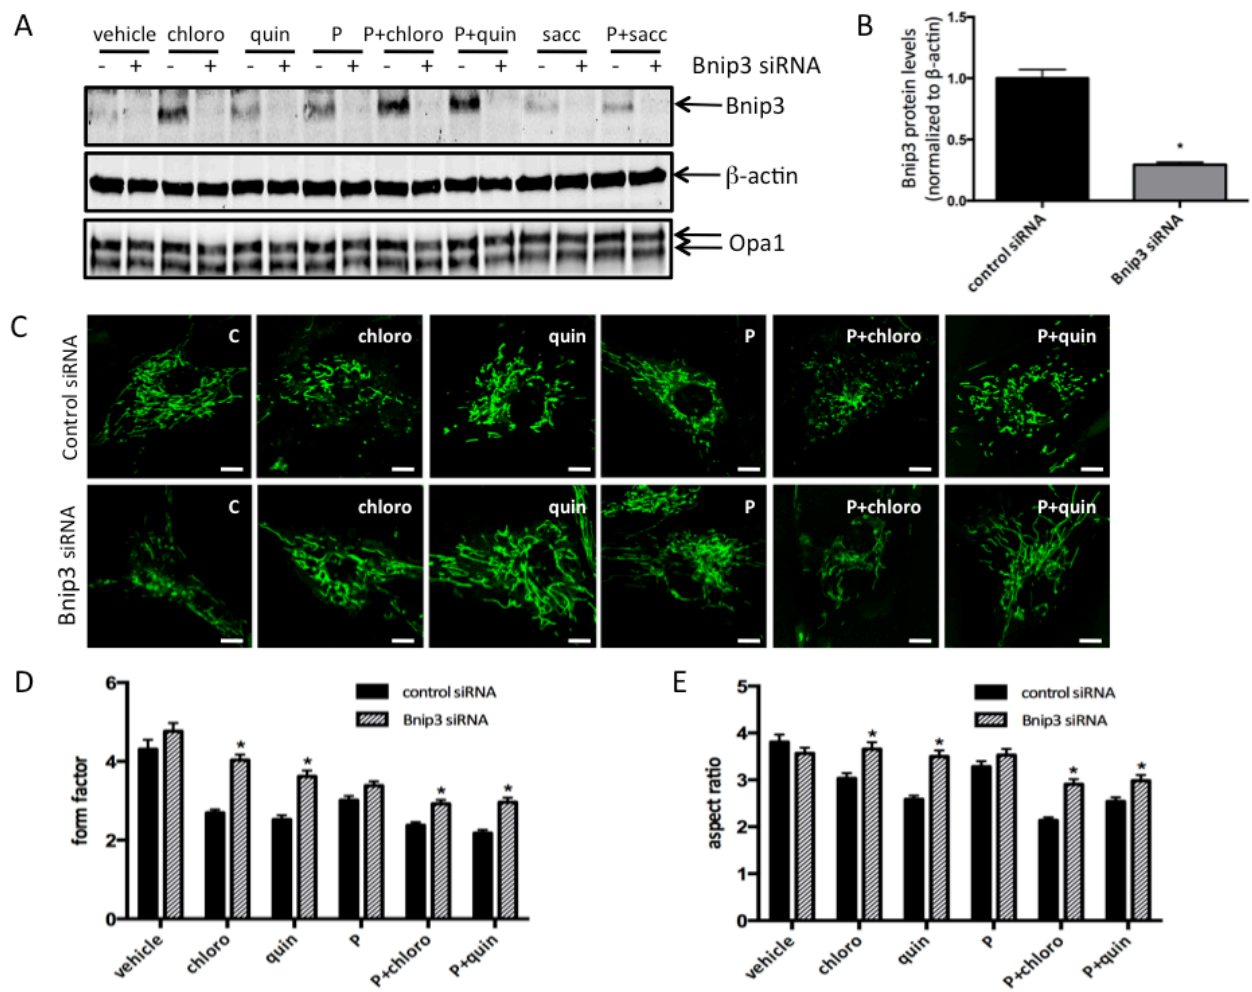 A
vehicle chloro quin P P+chloro P+quin sacc P+sacc
- + - + - + - + - + - + - + - +
Bnip3 siRNA
Bnip3
β-actin
Opa1
B
Bnip3 protein levels
(normalized to β-actin)
1.5
1.0
0.5
0.0
*
control siRNA
Bnip3 siRNA
C
Control siRNA
C chloro quin P P+chloro P+quin
Bnip3 siRNA
C chloro quin P P+chloro P+quin
D
form factor
6
4
2
0
control siRNA
Bnip3 siRNA
* * * *
vehicle chloro quin P P+chloro P+quin
E
aspect ratio
5
4
3
2
1
0
control siRNA
Bnip3 siRNA
* * * *
vehicle chloro quin P P+chloro P+quin